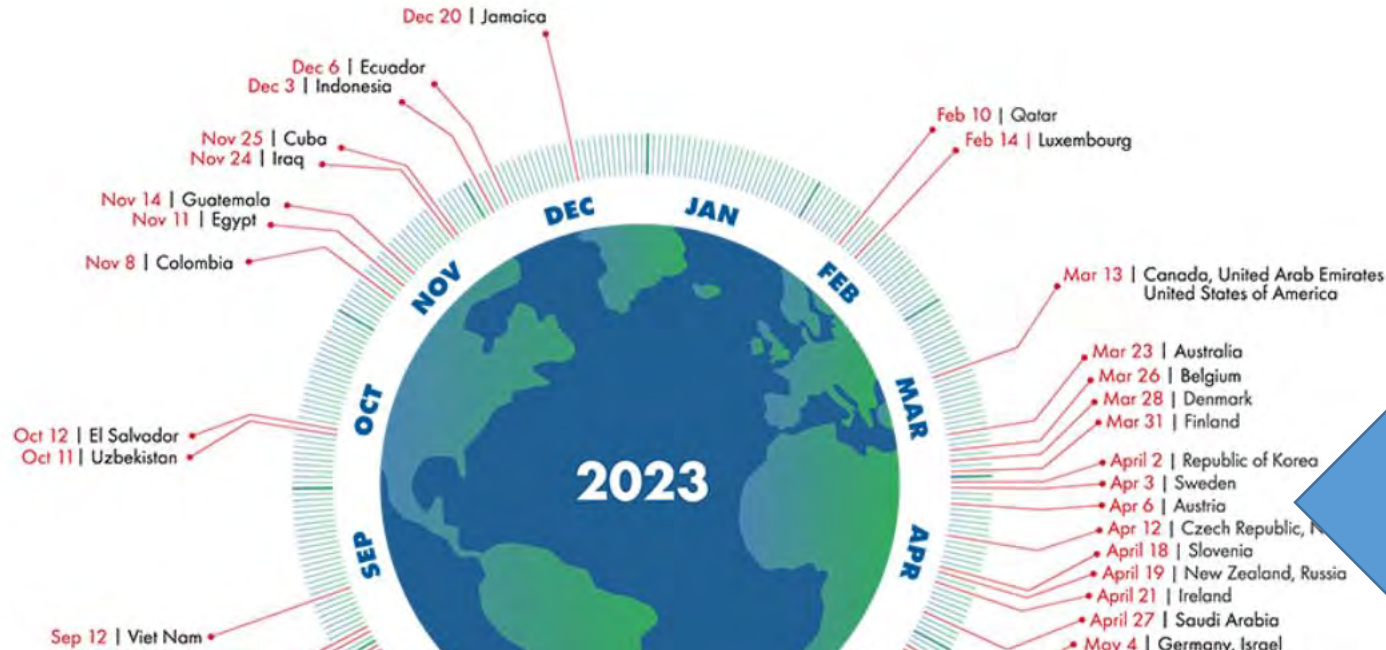 Dec 20 | Jamaica
Dec 6 | Ecuador
Dec 3 | Indonesia
Nov 25 | Cuba
Nov 24 | Iraq
Nov 14 | Guatemala
Nov 11 | Egypt
Nov 8 | Colombia
Oct 12 | El Salvador
Oct 11 | Uzbekistan
Sep 12 | Viet Nam
Feb 10 | Qatar
Feb 14 | Luxembourg
Mar 13 | Canada, United Arab Emirates
United States of America
Mar 23 | Australia
Mar 26 | Belgium
Mar 28 | Denmark
Mar 31 | Finland
April 2 | Republic of Korea
Apr 3 | Sweden
Apr 6 | Austria
Apr 12 | Czech Republic,
April 18 | Slovenia
April 19 | New Zealand, Russia
April 21 | Ireland
April 27 | Saudi Arabia
May 4 | Germany, Israel
DEC
JAN
FEB
MAR
APR
SEP
OCT
NOV
2023